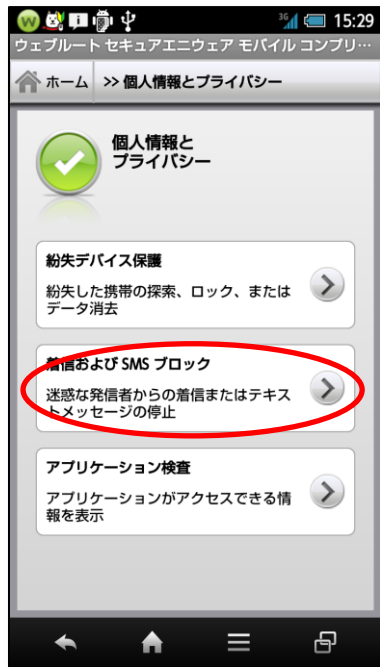 3G 15:29
ウェブルート セキュアエニウェア モバイル コンプリ…
ホーム >> 個人情報とプライバシー
個人情報と
プライバシー
紛失デバイス保護
紛失した携帯の探索、ロック、または
データ消去
着信および SMS ブロック
迷惑な発信者からの着信またはテキス
トメッセージの停止
アプリケーション検査
アプリケーションがアクセスできる情
報を表示